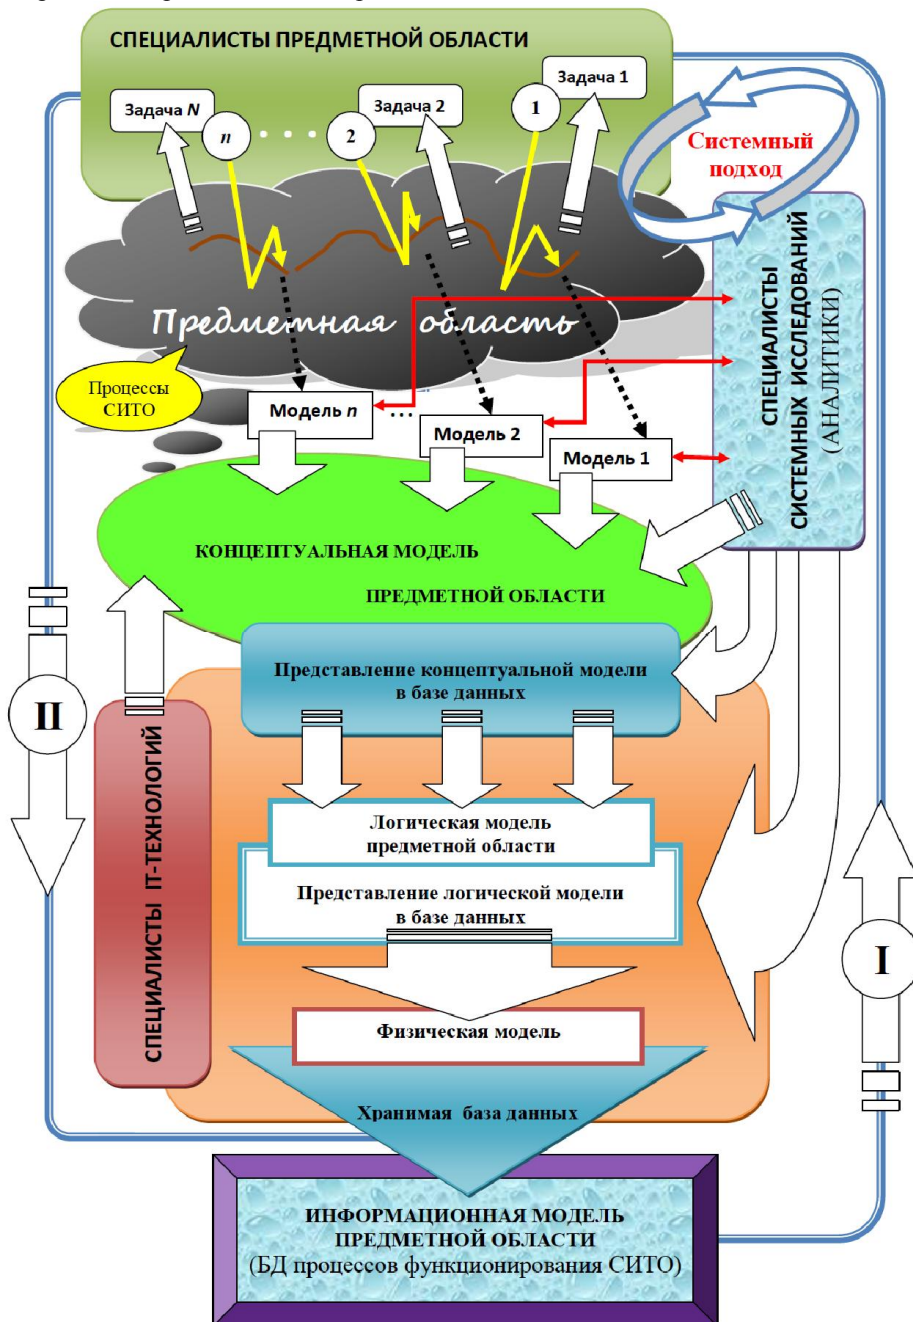 СПЕЦИАЛИСТЫ ПРЕДМЕТНОЙ ОБЛАСТИ
Задача N
n
. . .
2
Задача 2
1
Задача 1
Системный
подход
Предметная область
Процессы
СИТО
Модель n
...
Модель 2
Модель 1
СПЕЦИАЛИСТЫ
СИСТЕМНЫХ ИССЛЕДОВАНИЙ
(АНАЛИТИКИ)
КОНЦЕПТУАЛЬНАЯ МОДЕЛЬ
ПРЕДМЕТНОЙ ОБЛАСТИ
Представление концептуальной модели
в базе данных
II
СПЕЦИАЛИСТЫ IT-ТЕХНОЛОГИЙ
Логическая модель
предметной области
Представление логической модели
в базе данных
I
Физическая модель
Хранимая база данных
ИНФОРМАЦИОННАЯ МОДЕЛЬ
ПРЕДМЕТНОЙ ОБЛАСТИ
(БД процессов функционирования СИТО)